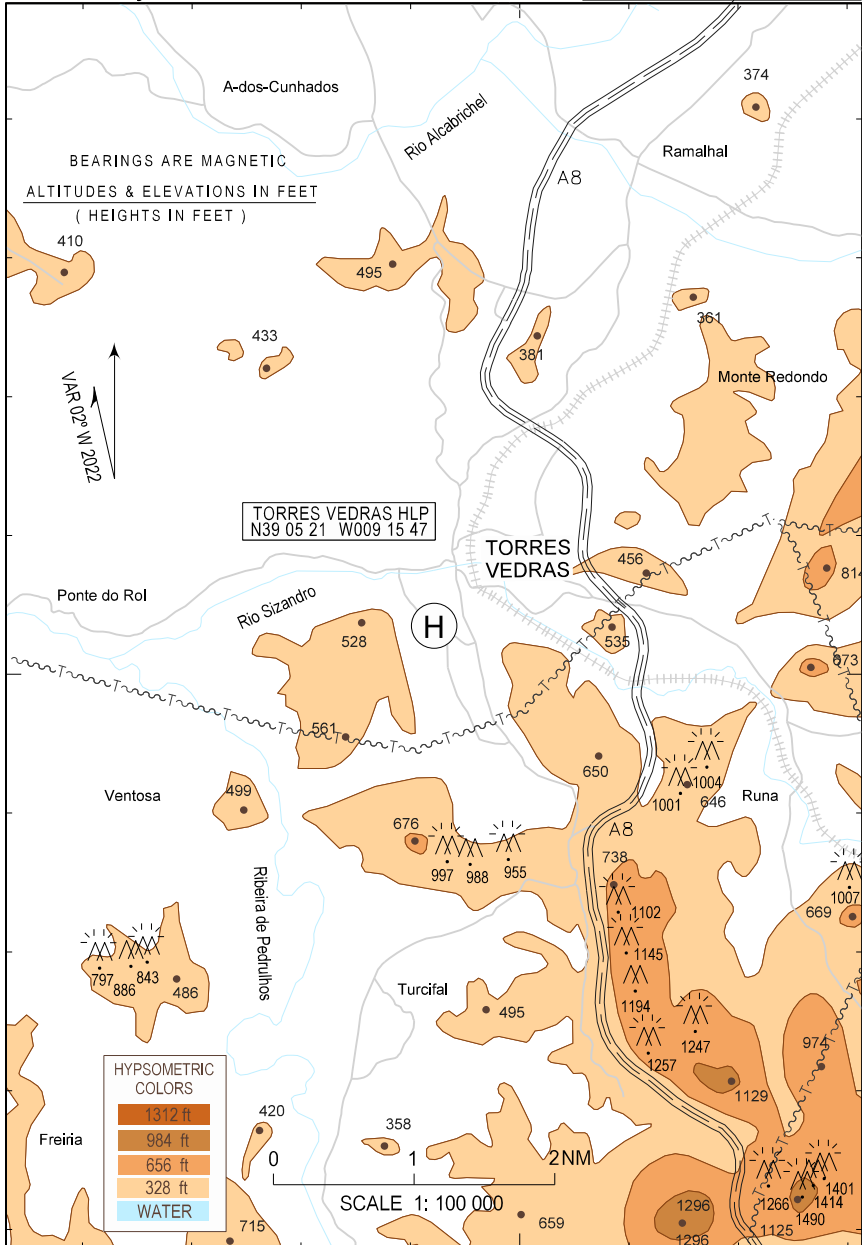 374
A-dos-Cunhados
Rio Alcabrichel
Ramalhal
BEARINGS ARE MAGNETIC
A8
ALTITUDES & ELEVATIONS IN FEET
( HEIGHTS IN FEET )
410
495
361
433
381
Monte Redondo
VAR 02° W 2022
TORRES VEDRAS HLP
N39 05 21 W009 15 47
TORRES
VEDRAS
456
814
Ponte do Rol
Rio Sizandro
528
H
535
673
T
T
T
T
T
T
T
T
T
T
T
561
650
1004
499
1001
646
Ventosa
Runa
676
A8
738
997
988
955
1007
669
1102
Ribeira de Pedrulhos
1145
797
886
843
486
Turcifal
495
1194
1247
1257
974
HYPSOMETRIC
COLORS
1312 ft
984 ft
656 ft
328 ft
WATER
1129
420
358
Freiria
0
1
2NM
SCALE 1: 100 000
1401
1266
1414
1490
1296
1125
715
659
1296